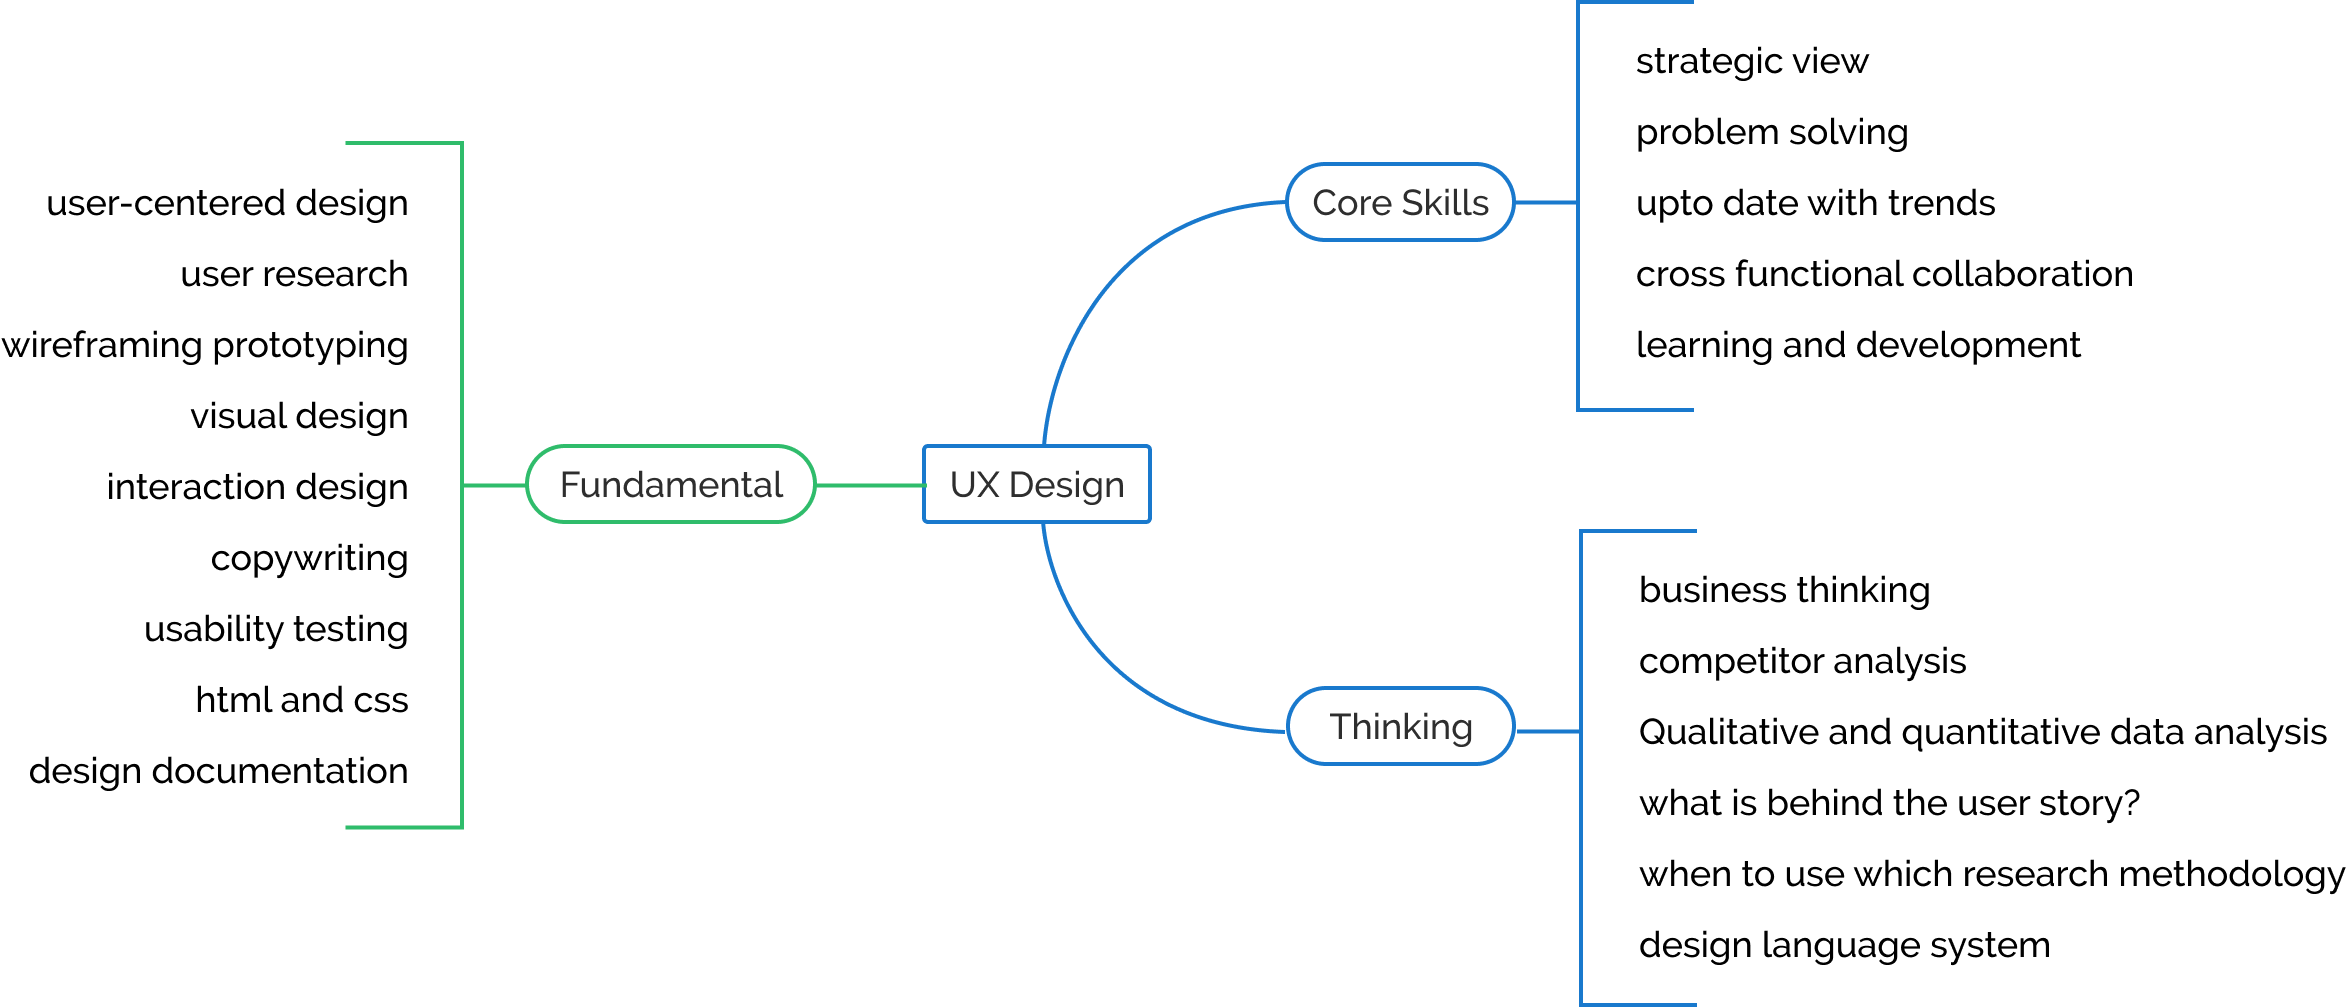 user-centered design
user research
wireframing prototyping
visual design
interaction design
copywriting
usability testing
html and css
design documentation
Fundamental
UX Design
Core Skills
strategic view
problem solving
upto date with trends
cross functional collaboration
learning and development
Thinking
business thinking
competitor analysis
Qualitative and quantitative data analysis
what is behind the user story?
when to use which research methodology
design language system